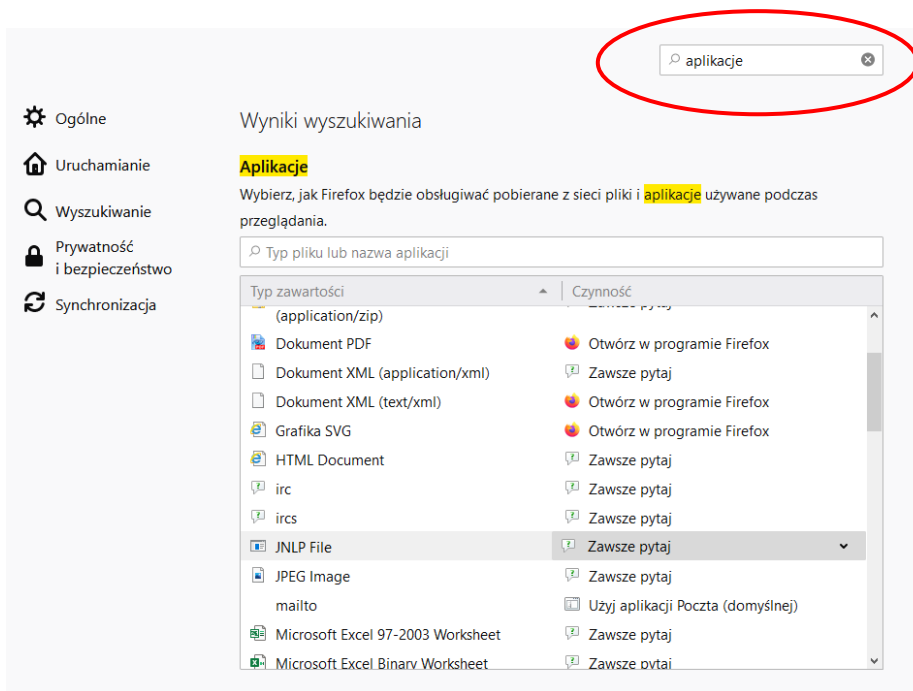 aplikacje
Ogólne
Uruchamianie
Wyszukiwanie
Prywatność
i bezpieczeństwo
Synchronizacja
Wyniki wyszukiwania
Aplikacje
Wybierz, jak Firefox będzie obsługiwać pobierane z sieci pliki i aplikacje używane podczas
przeglądania.
Typ pliku lub nazwa aplikacji
Typ zawartości Czynność
(application/zip) Zawsze pytaj
Dokument PDF Otwórz w programie Firefox
Dokument XML (application/xml) Zawsze pytaj
Dokument XML (text/xml) Otwórz w programie Firefox
Grafika SVG Otwórz w programie Firefox
HTML Document Zawsze pytaj
irc Zawsze pytaj
ircs Zawsze pytaj
JNLP File Zawsze pytaj
JPEG Image Zawsze pytaj
mailto Użyj aplikacji Poczta (domyślnej)
Microsoft Excel 97-2003 Worksheet Zawsze pytaj
Microsoft Excel Binary Worksheet Zawsze pytaj